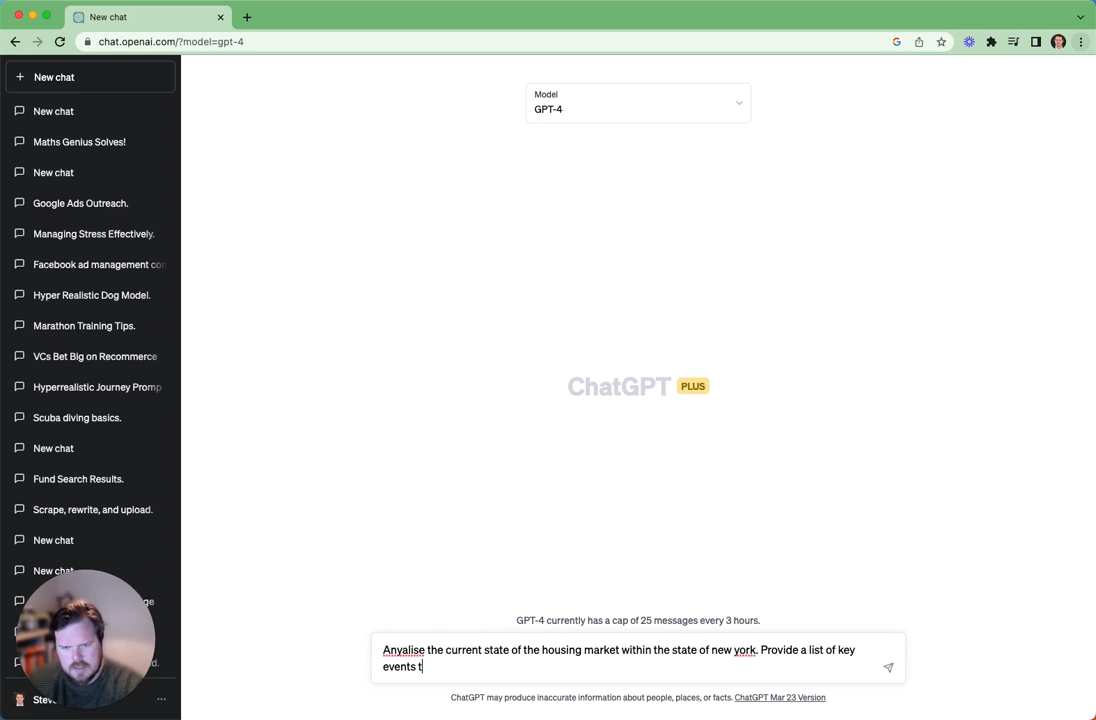 New chat
chat.openai.com/?model=gpt-4
New chat
New chat
Maths Genius Solves!
New chat
Google Ads Outreach.
Managing Stress Effectively.
Facebook ad management con
Hyper Realistic Dog Model.
Marathon Training Tips.
VCs Bet Big on Recommerce
Hyperrealistic Journey Promp
Scuba diving basics.
New chat
Fund Search Results.
Scrape, rewrite, and upload.
New chat
New chat
ge
d.
Steve
Model
GPT-4
ChatGPT PLUS
GPT-4 currently has a cap of 25 messages every 3 hours.
Anyalise the current state of the housing market within the state of new york. Provide a list of key
events t
ChatGPT may produce inaccurate information about people, places, or facts. ChatGPT Mar 23 Version